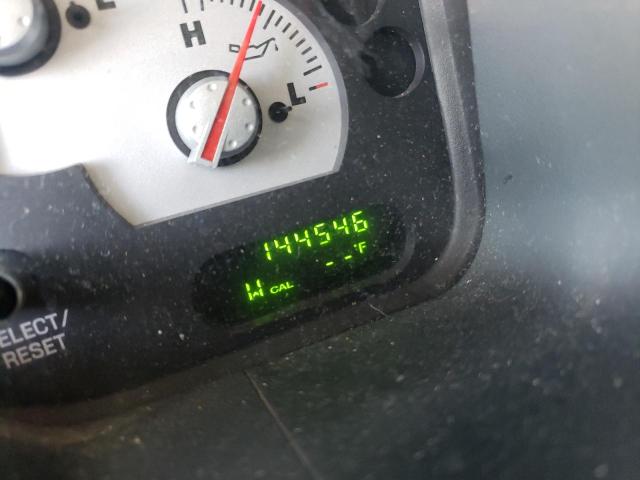 L
H
L
144546
- - °F
W CAL
ELECT/
RESET